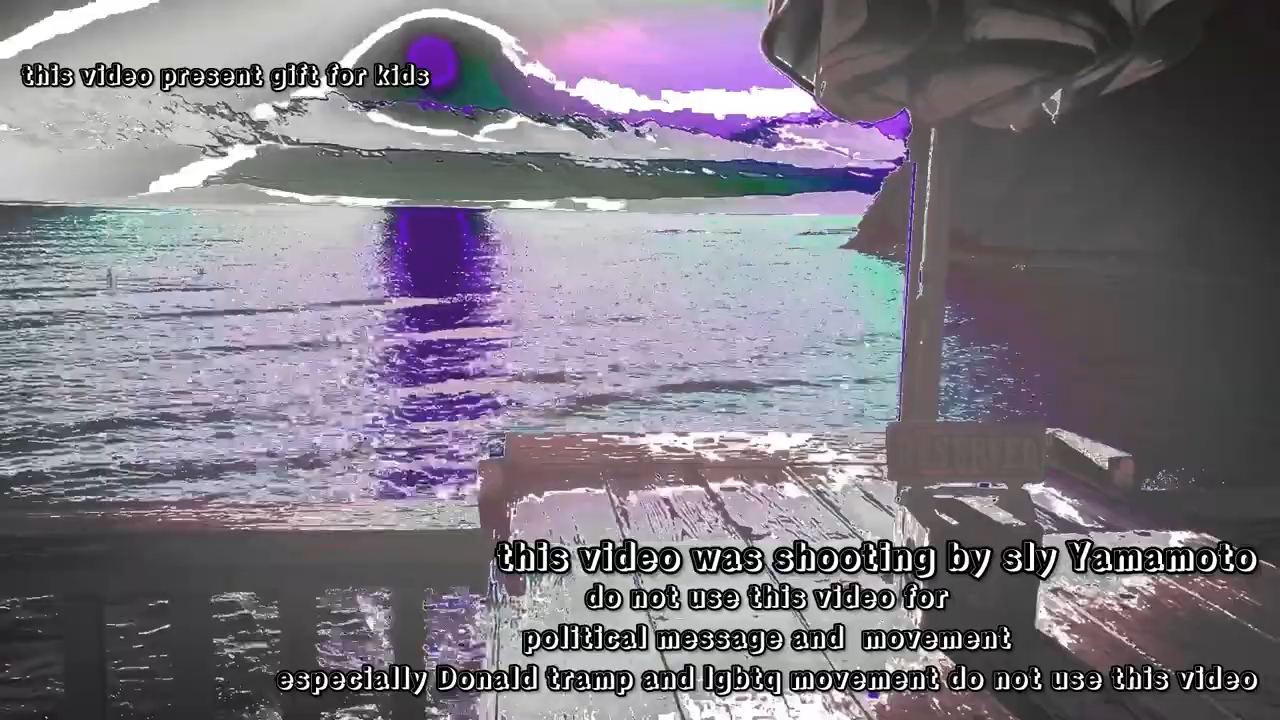 this video present gift for kids
RESERVED
this video was shooting by sly Yamamoto
do not use this video for
political message and movement
especially Donald tramp and lgbtq movement do not use this video